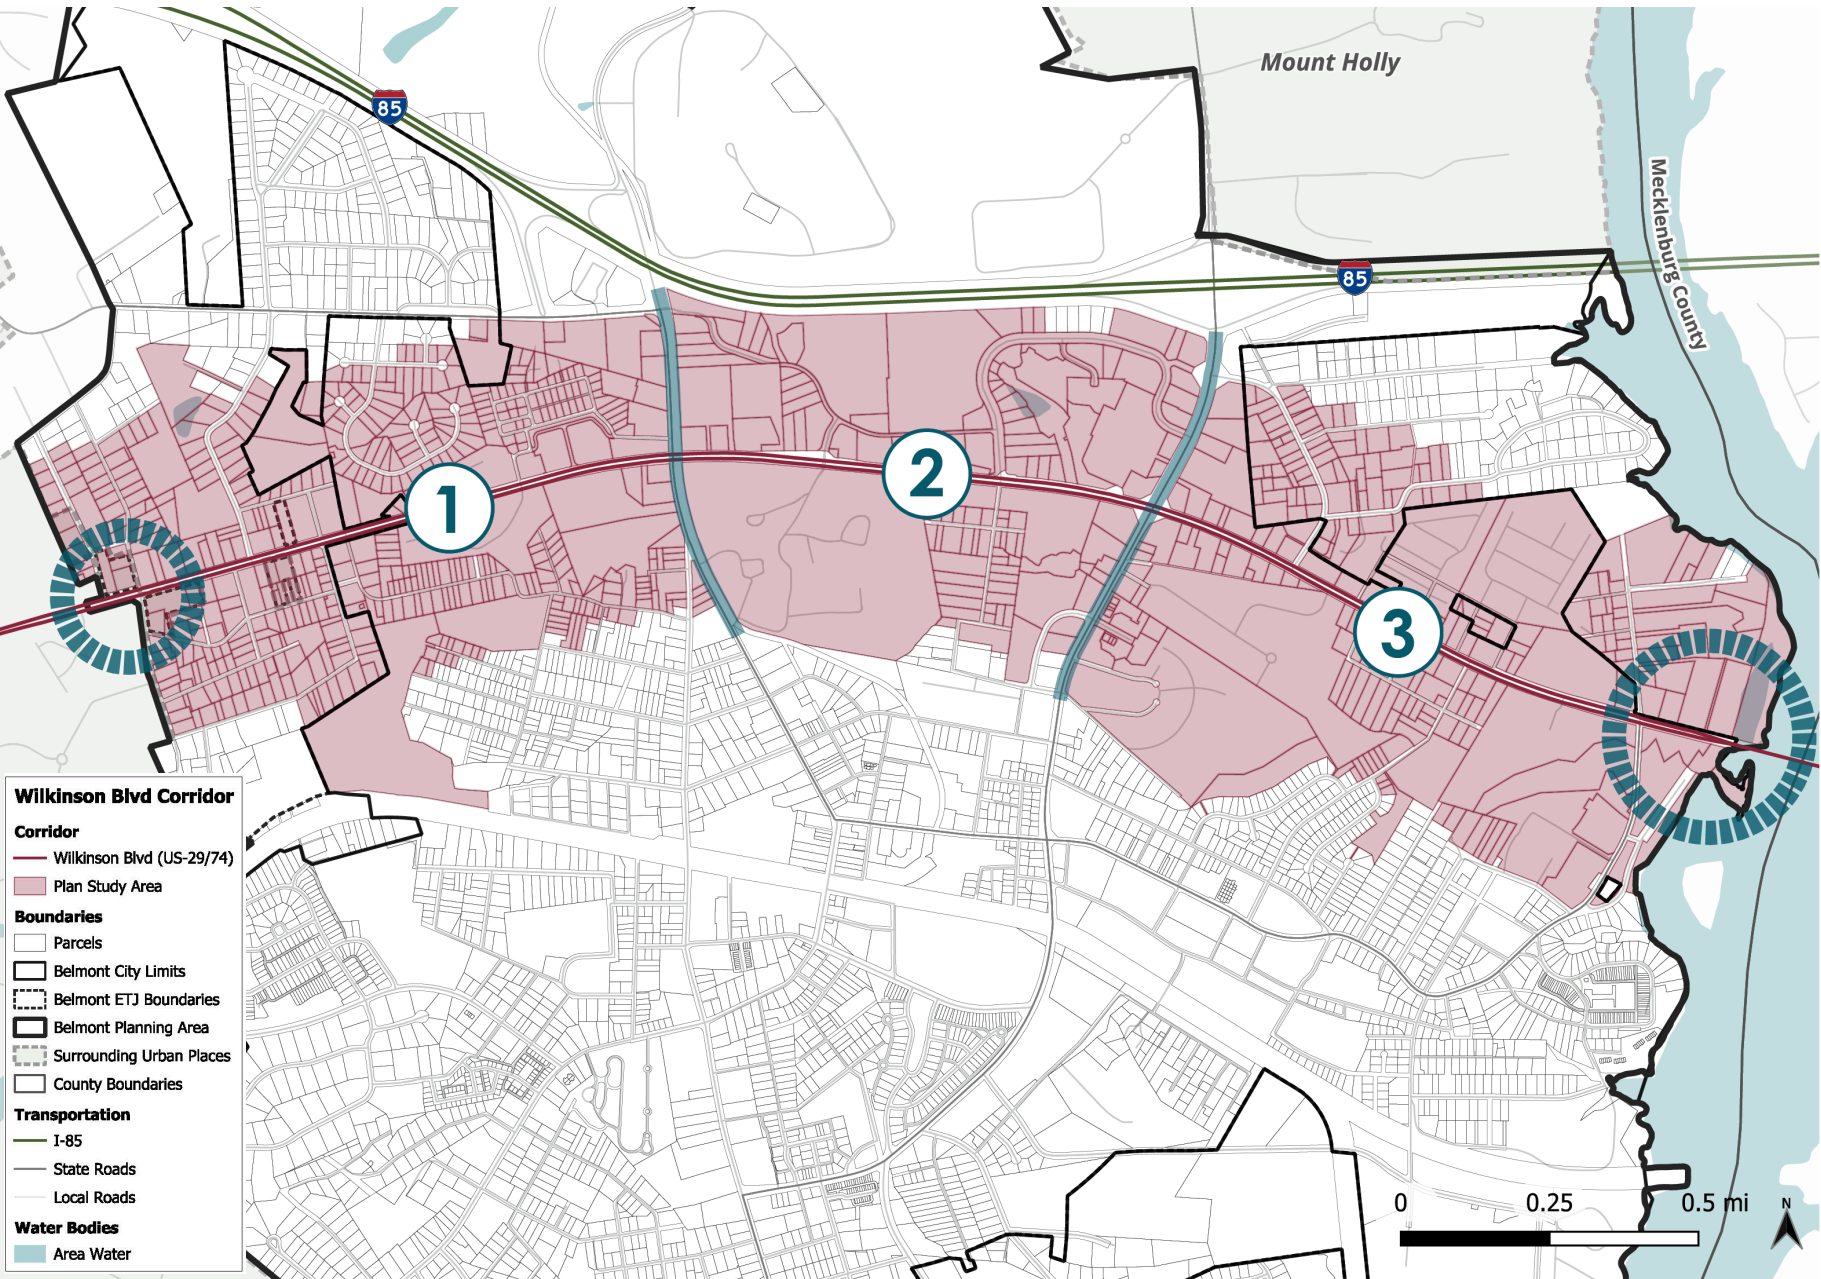 Mount Holly
85
85
Mecklenburg County
1
2
3
Wilkinson Blvd Corridor
Corridor
Wilkinson Blvd (US-29/74)
Plan Study Area
Boundaries
Parcels
Belmont City Limits
Belmont ETJ Boundaries
Belmont Planning Area
Surrounding Urban Places
County Boundaries
Transportation
I-85
State Roads
Local Roads
Water Bodies
Area Water
0 0.25 0.5 mi
N